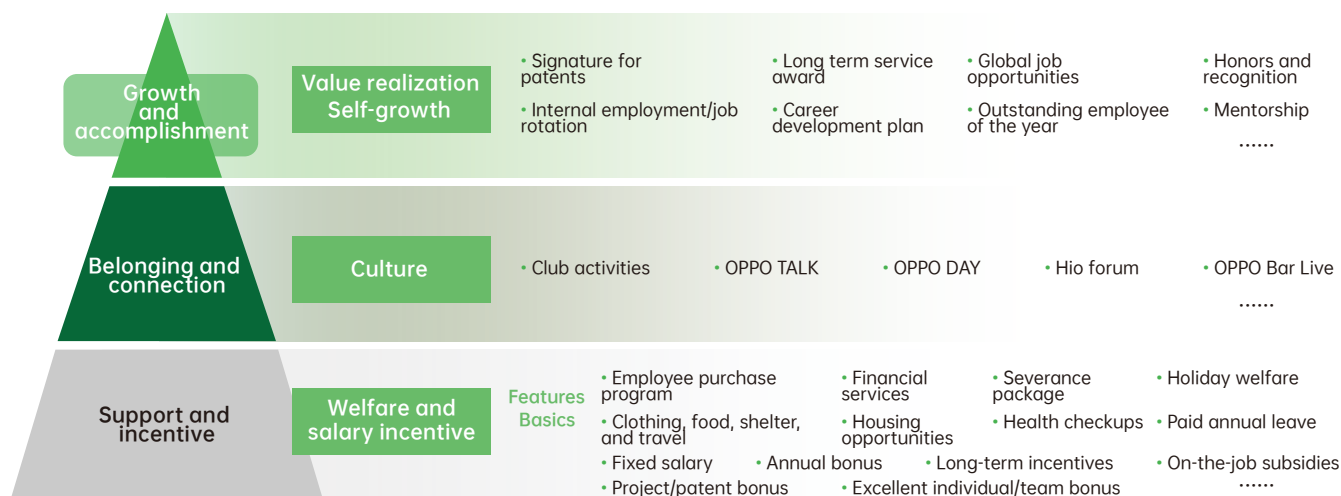 Growth
and
accomplishment
Value realization
Self-growth
• Signature for
patents
• Long term service
award
• Global job
opportunities
• Honors and
recognition
• Internal employment/job
rotation
• Career
development plan
• Outstanding employee
of the year
• Mentorship
......
Belonging and
connection
Culture
• Club activities
• OPPO TALK
• OPPO DAY
• Hio forum
• OPPO Bar Live
......
Support and
incentive
Welfare and
salary incentive
Features
Basics
• Employee purchase
program
• Financial
services
• Severance
package
• Holiday welfare
• Clothing, food, shelter,
and travel
• Housing
opportunities
• Health checkups
• Paid annual leave
• Fixed salary
• Annual bonus
• Long-term incentives
• On-the-job subsidies
• Project/patent bonus
• Excellent individual/team bonus
......